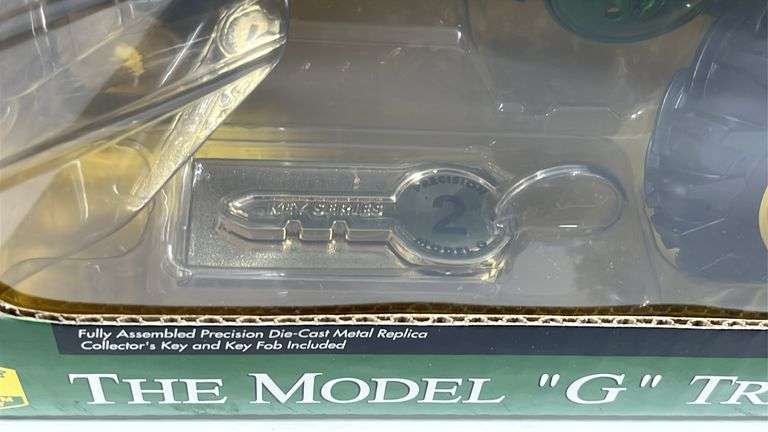 PRECISION
KEY SERIES
2
Fully Assembled Precision Die-Cast Metal Replica
Collector's Key and Key Fob Included
THE MODEL "G" TR